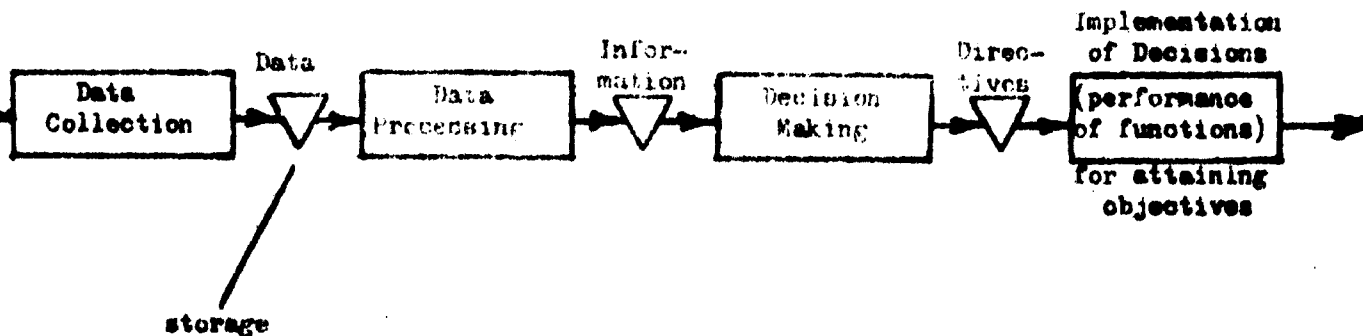 Data
Collection
Data
Data
Processing
Infor-
mation
Decision
Making
Direc-
tives
Implementation
of Decisions
(performance
of functions)
for attaining
objectives
storage